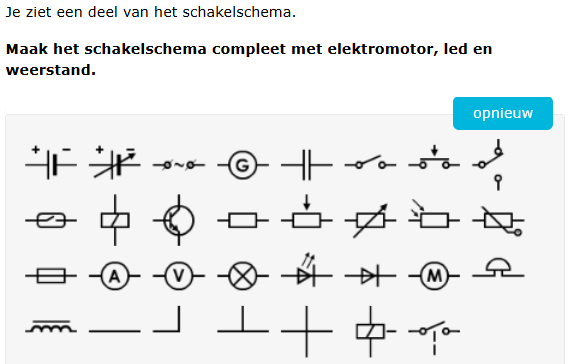 Je ziet een deel van het schakelschema.
Maak het schakelschema compleet met elektromotor, led en
weerstand.
opnieuw
+ - + -
G
A V M